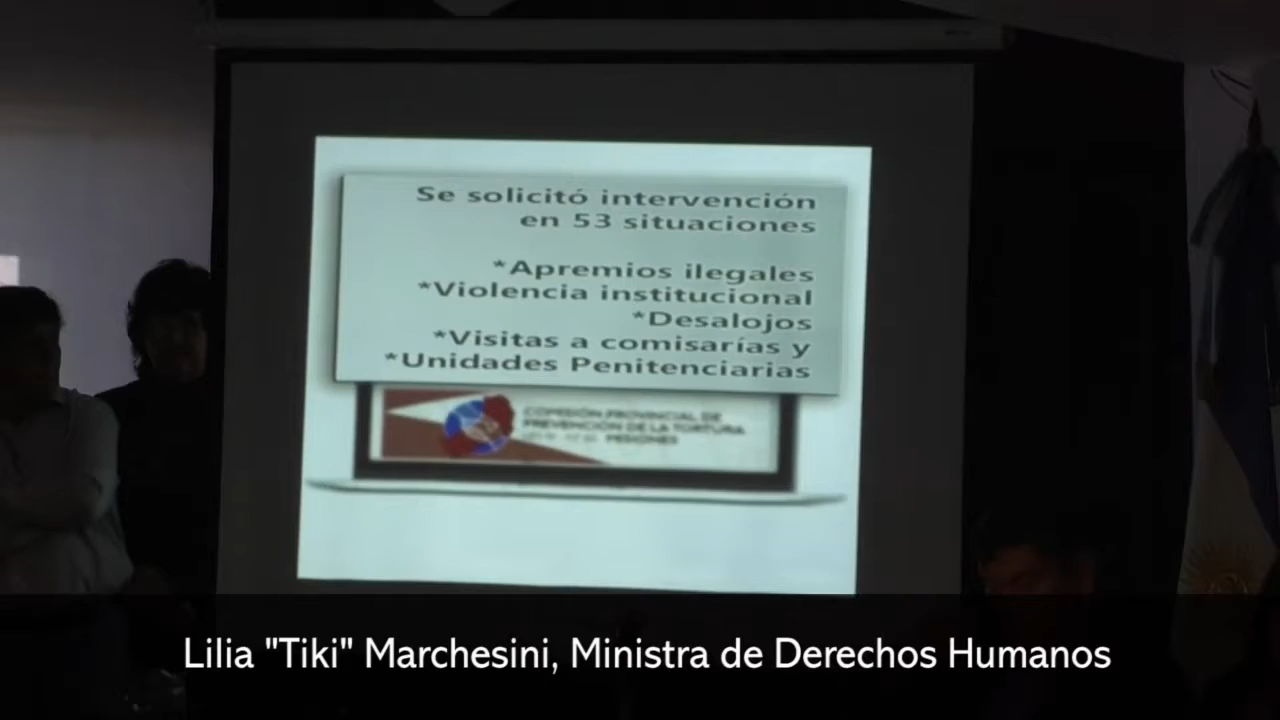 Se solicitó intervención
en 53 situaciones
*Apremios ilegales
*Violencia institucional
*Desalojos
*Visitas a comisarías y
*Unidades Penitenciarias
COMISIÓN PROVINCIAL DE
PREVENCIÓN DE LA TORTURA
MISIONES
Lilia "Tiki" Marchesini, Ministra de Derechos Humanos